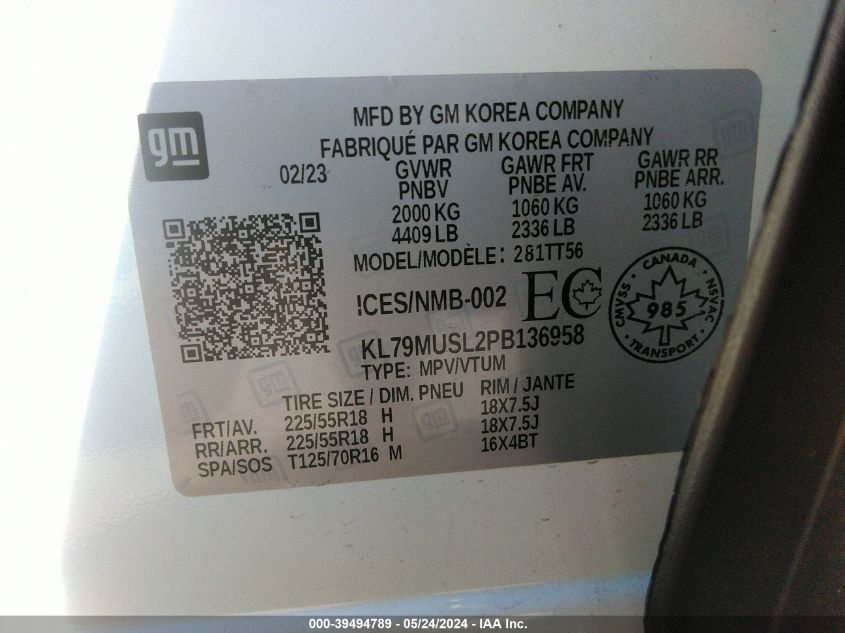 gm
MFD BY GM KOREA COMPANY
FABRIQUÉ PAR GM KOREA COMPANY
02/23 GVWR GAWR FRT GAWR RR
PNBV PNBE AV. PNBE ARR.
2000 KG 1060 KG 1060 KG
4409 LB 2336 LB 2336 LB
MODEL/MODÈLE: 281TT56
ICES/NMB-002 EC
CANADA
CMVSS 985 NSVAC
TRANSPORT
KL79MUSL2PB136958
TYPE: MPV/VTUM
TIRE SIZE / DIM. PNEU RIM / JANTE
FRT/AV. 225/55R18 H 18X7.5J
RR/ARR. 225/55R18 H 18X7.5J
SPA/SOS T125/70R16 M 16X4BT
000-39494789 - 05/24/2024 - IAA Inc.